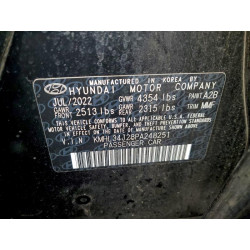 MANUFACTURED IN KOREA BY
HYUNDAI MOTOR COMPANY
JUL/2022 GVWR 4354 lbs PAINT A2B
GAWR FRONT 2513 lbs GAWR REAR 2315 lbs TRIM MMF
THIS VEHICLE CONFORMS TO ALL APPLICABLE
U.S. FEDERAL MOTOR VEHICLE SAFETY, BUMPER,
AND THEFT PREVENTION STANDARDS IN EFFECT
ON THE DATE OF MANUFACTURE SHOWN ABOVE.
V.I.N KMHL34J28PA248251
PASSENGER CAR